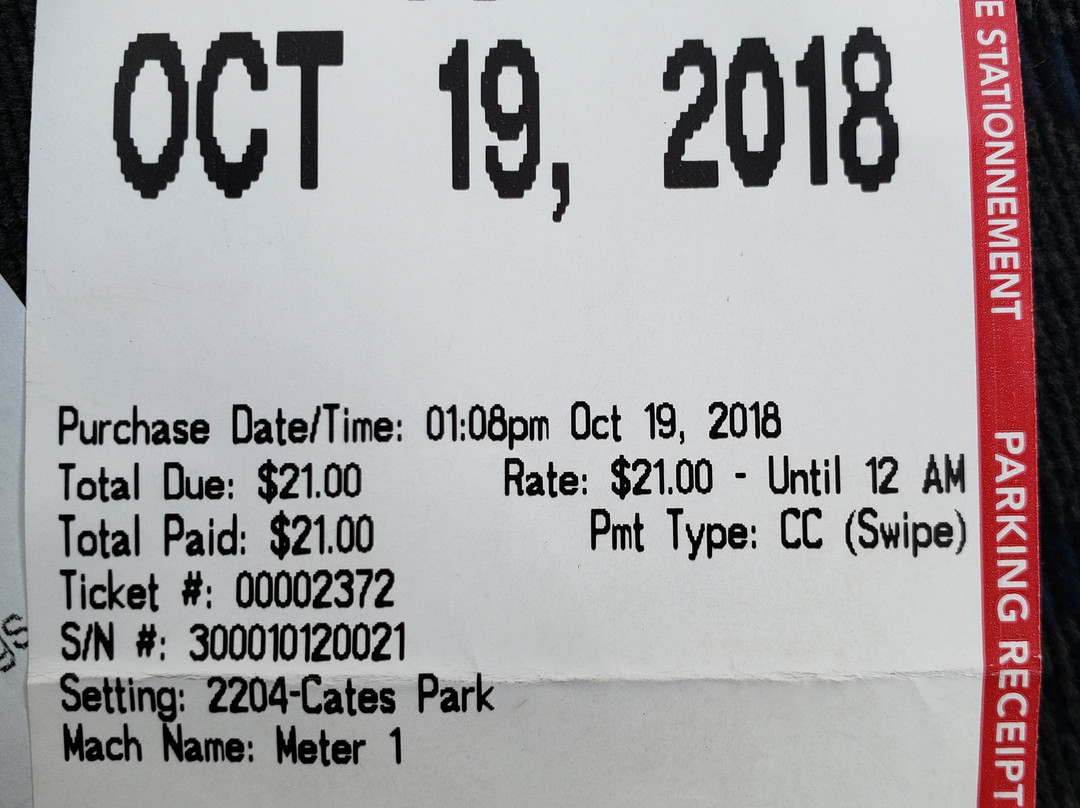 OCT 19, 2018
Purchase Date/Time: 01:08pm Oct 19, 2018
Total Due: $21.00 Rate: $21.00 - Until 12 AM
Total Paid: $21.00 Pmt Type: CC (Swipe)
Ticket #: 00002372
S/N #: 300010120021
Setting: 2204-Cates Park
Mach Name: Meter 1
STATIONNEMENT PARKING RECEIPT